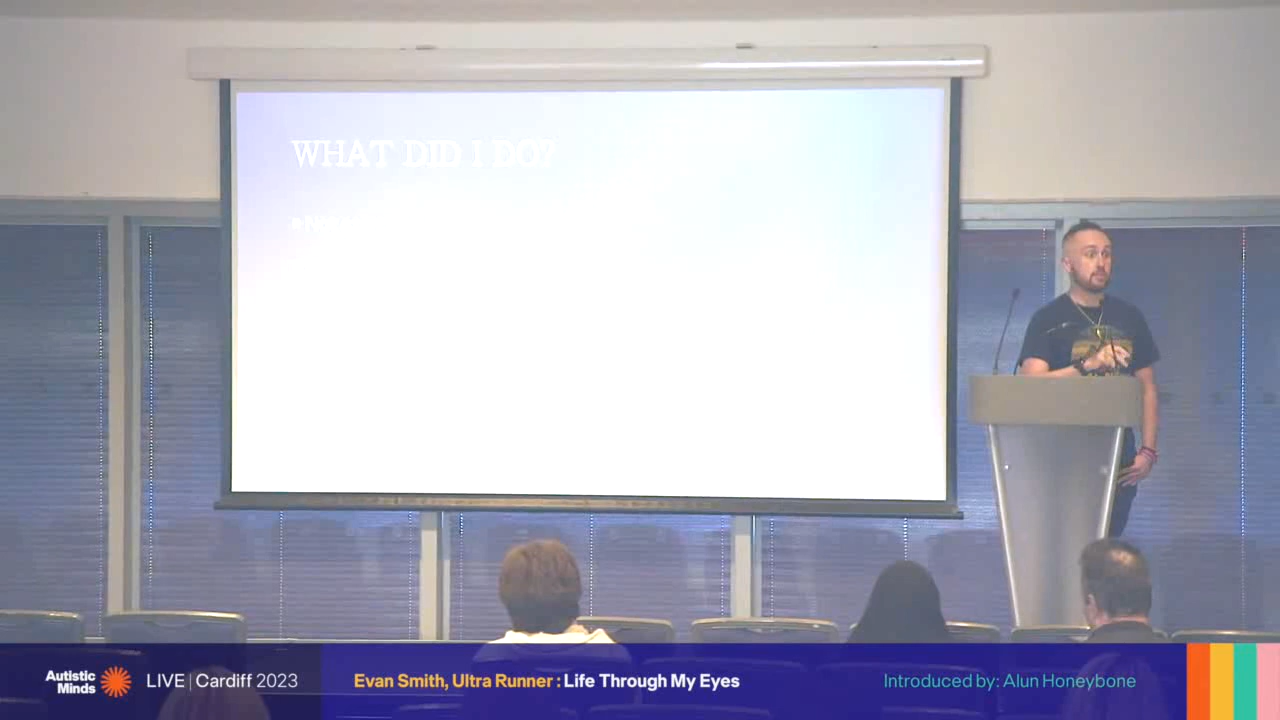 WHAT DID I DO?
Autistic
Minds
LIVE | Cardiff 2023
Evan Smith, Ultra Runner : Life Through My Eyes
Introduced by: Alun Honeybone